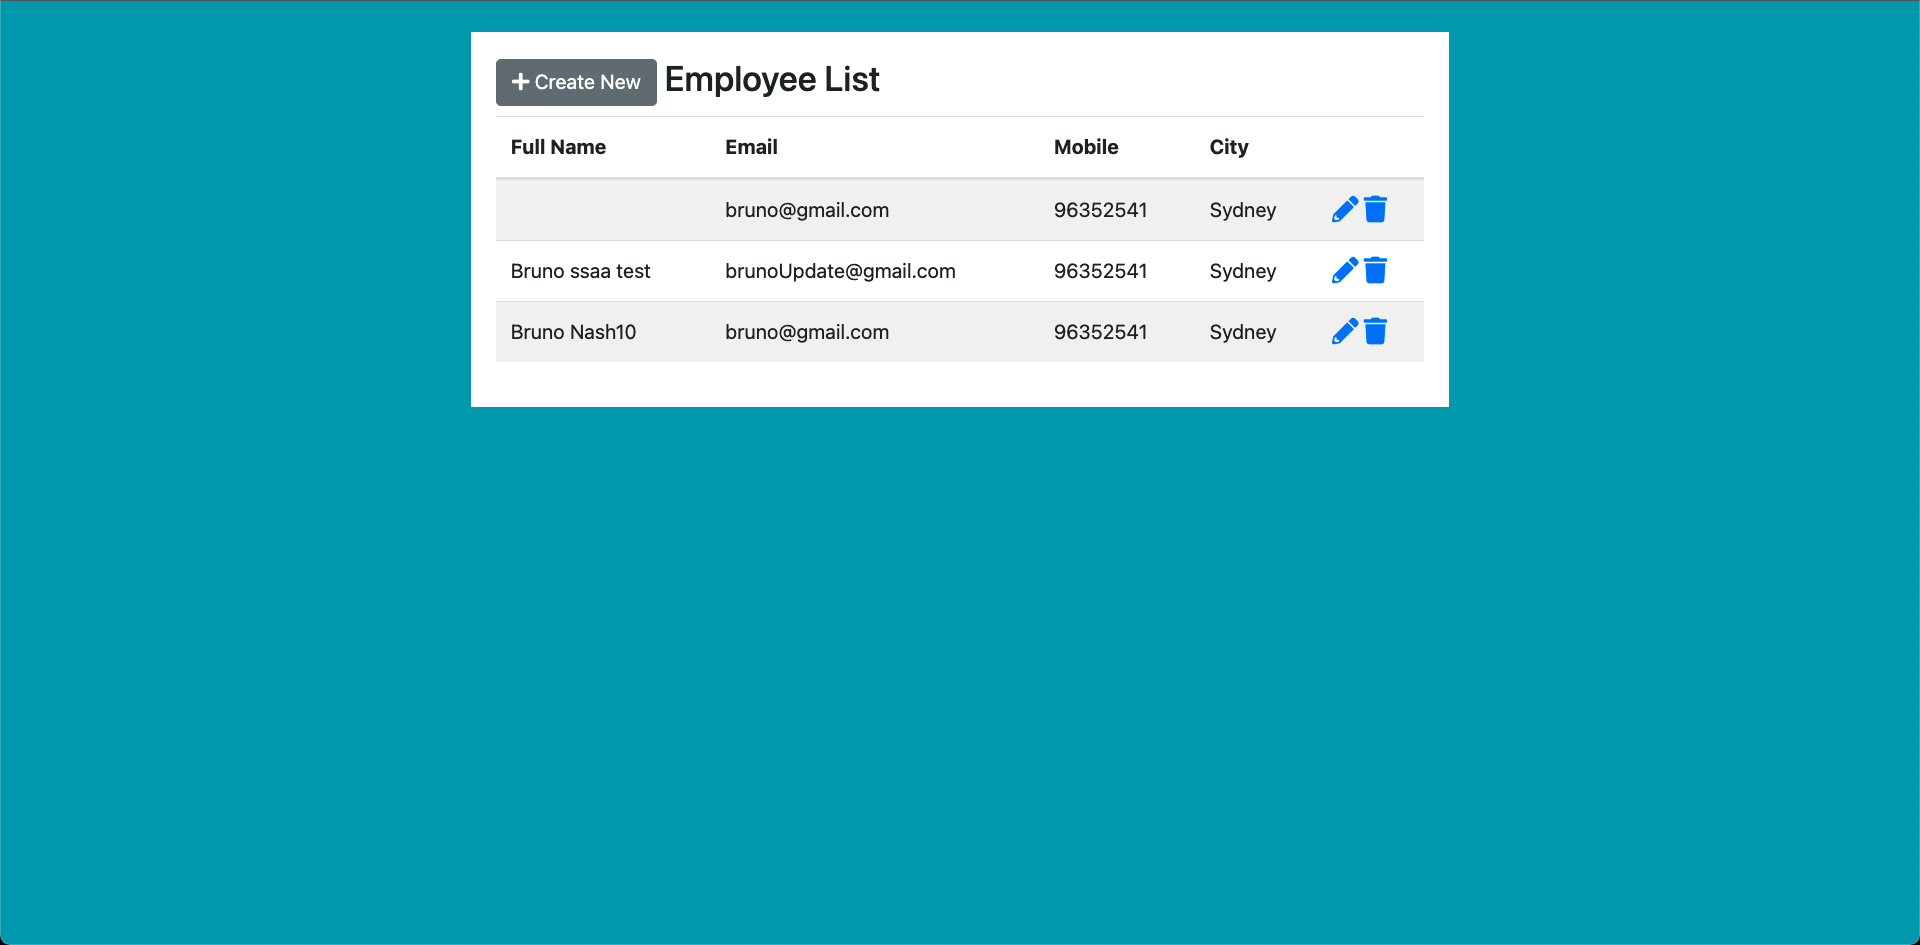 Create New Employee List
Full Name Email Mobile City
bruno@gmail.com 96352541 Sydney
Bruno ssaa test brunoUpdate@gmail.com 96352541 Sydney
Bruno Nash10 bruno@gmail.com 96352541 Sydney